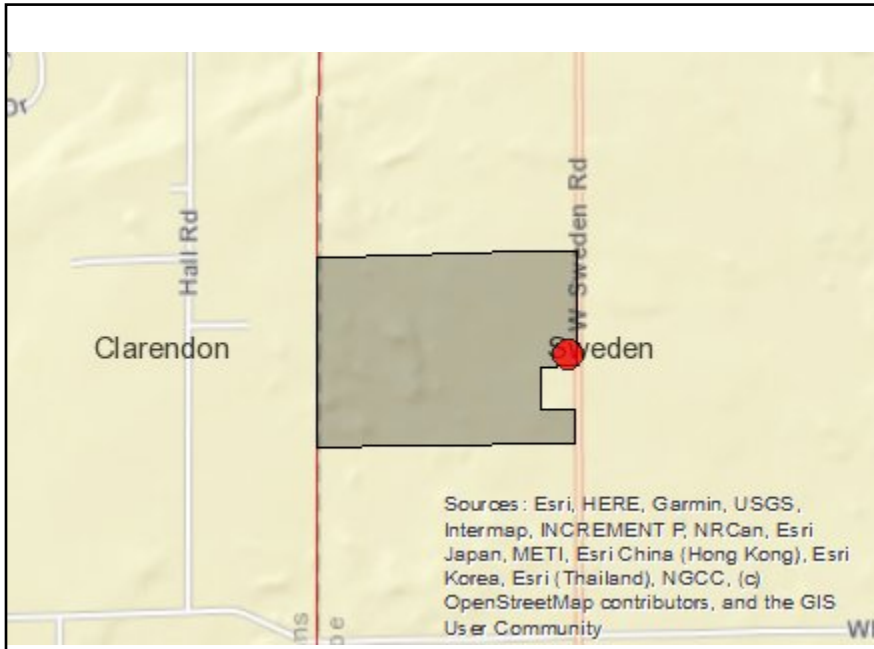 Dr
W Sweden Rd
Hall Rd
Clarendon
Sweden
Sources: Esri, HERE, Garmin, USGS,
Intermap, INCREMENT P, NRCan, Esri
Japan, METI, Esri China (Hong Kong), Esri
Korea, Esri (Thailand), NGCC, (c)
OpenStreetMap contributors, and the GIS
User Community